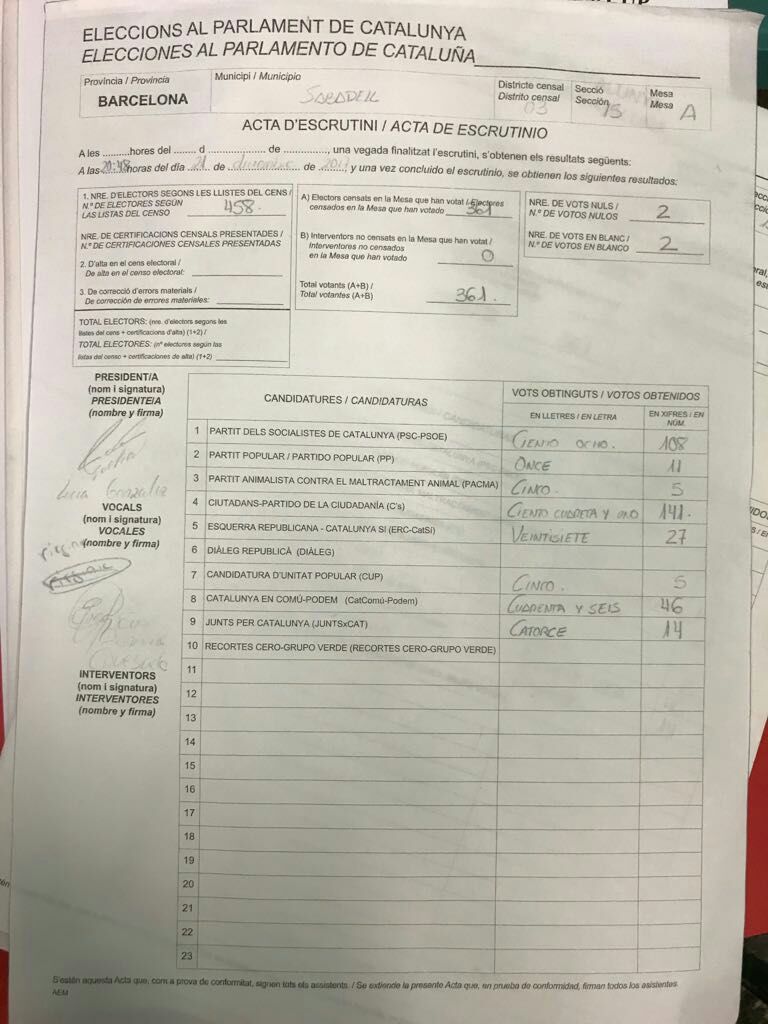 ELECCIONS AL PARLAMENT DE CATALUNYA
ELECCIONES AL PARLAMENTO DE CATALUÑA
Província / Provincia
BARCELONA
Municipi / Municipio
SABADELL
Districte censal
Distrito censal
03
Secció
Sección
15
Mesa
Mesa
A
ACTA D'ESCRUTINI / ACTA DE ESCRUTINIO
A les ..........hores del ........ d ................... de ............., una vegada finalitzat l'escrutini, s'obtenen els resultats següents:
A las 20:48 horas del día 21 de diciembre de 2017, y una vez concluido el escrutinio, se obtienen los siguientes resultados:
1. NRE. D'ELECTORS SEGONS LES LLISTES DEL CENS /
N.º DE ELECTORES SEGÚN
LAS LISTAS DEL CENSO 458.
NRE. DE CERTIFICACIONS CENSALS PRESENTADES /
N.º DE CERTIFICACIONES CENSALES PRESENTADAS
2. D'alta en el cens electoral /
De alta en el censo electoral:
3. De correcció d'errors materials /
De corrección de errores materiales:
TOTAL ELECTORS: (nre. d'electors segons les
llistes del cens + certificacions d'alta) (1+2) /
TOTAL ELECTORES: (nº electores según las
listas del censo + certificaciones de alta) (1+2)
A) Electors censats en la Mesa que han votat / Electores
censados en la Mesa que han votado 361
B) Interventors no censats en la Mesa que han votat /
Interventores no censados
en la Mesa que han votado 0
Total votants (A+B) /
Total votantes (A+B) 361.
NRE. DE VOTS NULS /
N.º DE VOTOS NULOS 2
NRE. DE VOTS EN BLANC /
N.º DE VOTOS EN BLANCO 2
PRESIDENT/A
(nom i signatura)
PRESIDENTE/A
(nombre y firma)
VOCALS
(nom i signatura)
VOCALES
(nombre y firma)
INTERVENTORS
(nom i signatura)
INTERVENTORES
(nombre y firma)
CANDIDATURES / CANDIDATURAS
VOTS OBTINGUTS / VOTOS OBTENIDOS
EN LLETRES / EN LETRA
EN XIFRES / EN
NÚM.
1 PARTIT DELS SOCIALISTES DE CATALUNYA (PSC-PSOE) CIENTO OCHO. 108
2 PARTIT POPULAR / PARTIDO POPULAR (PP) ONCE 11
3 PARTIT ANIMALISTA CONTRA EL MALTRACTAMENT ANIMAL (PACMA) CINCO 5
4 CIUTADANS-PARTIDO DE LA CIUDADANÍA (C's) CIENTO CUARETA Y UNO 141.
5 ESQUERRA REPUBLICANA - CATALUNYA SÍ (ERC-CatSí) VEINTISIETE 27
6 DIÀLEG REPUBLICÀ (DIÀLEG)
7 CANDIDATURA D'UNITAT POPULAR (CUP) CINCO. 5
8 CATALUNYA EN COMÚ-PODEM (CatComú-Podem) CUARENTA Y SEIS 46
9 JUNTS PER CATALUNYA (JUNTSxCAT) CATORCE 14
10 RECORTES CERO-GRUPO VERDE (RECORTES CERO-GRUPO VERDE)
11
12
13
14
15
16
17
18
19
20
21
22
23
S'estén aquesta Acta que, com a prova de conformitat, signen tots els assistents. / Se extiende la presente Acta que, en prueba de conformidad, firman todos los asistentes.
AEM